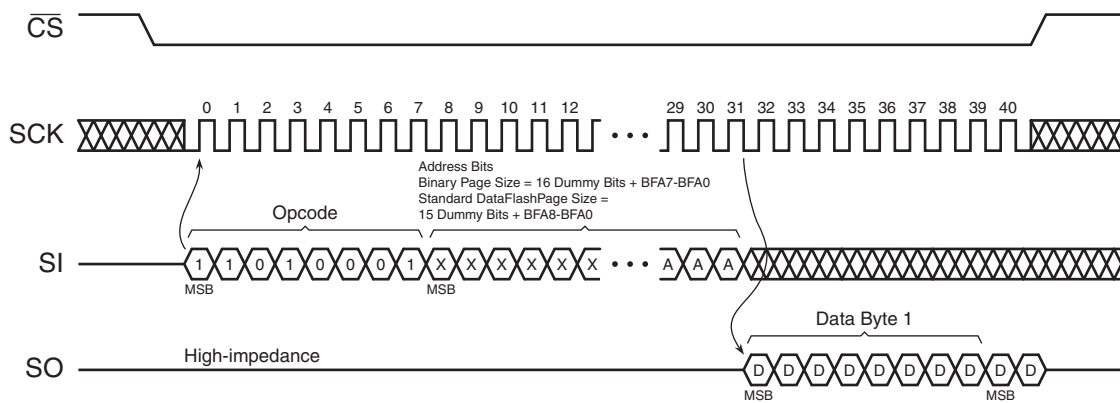 CS
SCK
0 1 2 3 4 5 6 7 8 9 10 11 12 29 30 31 32 33 34 35 36 37 38 39 40
Address Bits
Binary Page Size = 16 Dummy Bits + BFA7-BFA0
Standard DataFlashPage Size =
15 Dummy Bits + BFA8-BFA0
Opcode
SI
1 1 0 1 0 0 0 1 X X X X X X A A A
MSB MSB
Data Byte 1
High-impedance
SO
D D D D D D D D D D
MSB MSB